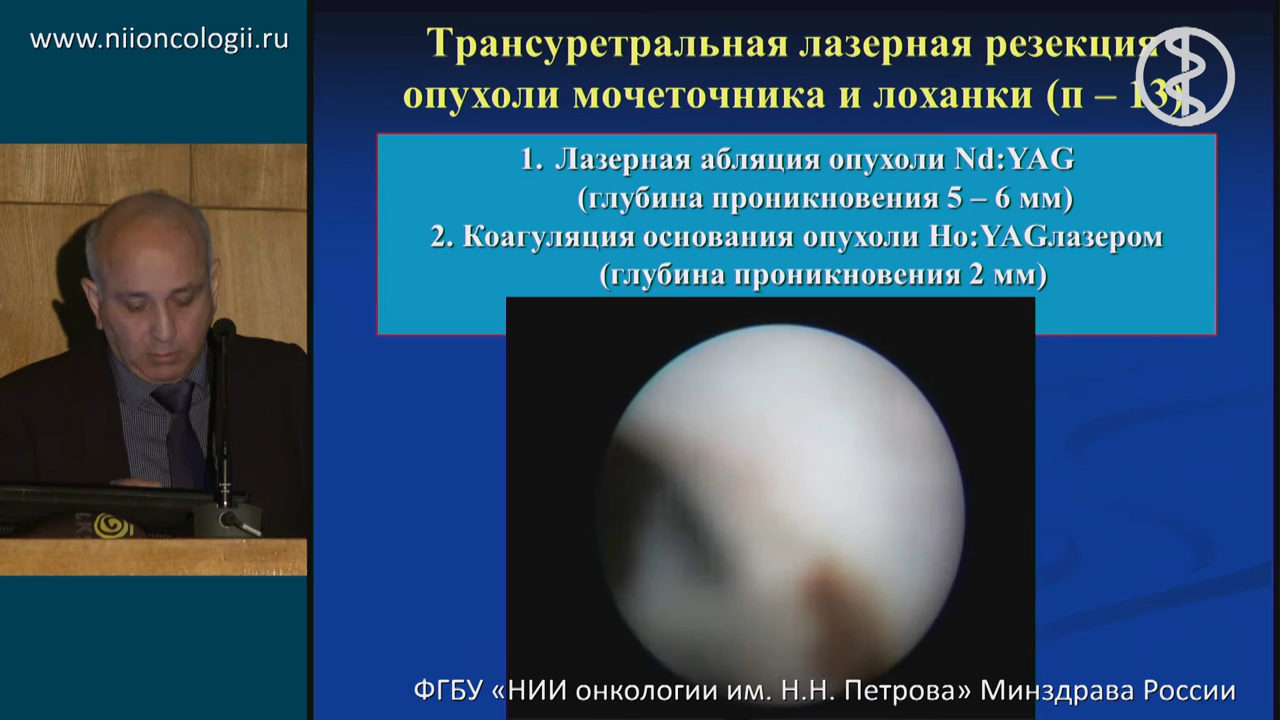 www.niioncologii.ru
Трансуретральная лазерная резекция
опухоли мочеточника и лоханки (п – 13)
1. Лазерная абляция опухоли Nd:YAG
(глубина проникновения 5 – 6 мм)
2. Коагуляция основания опухоли Ho:YAGлазером
(глубина проникновения 2 мм)
ФГБУ «НИИ онкологии им. Н.Н. Петрова» Минздрава России